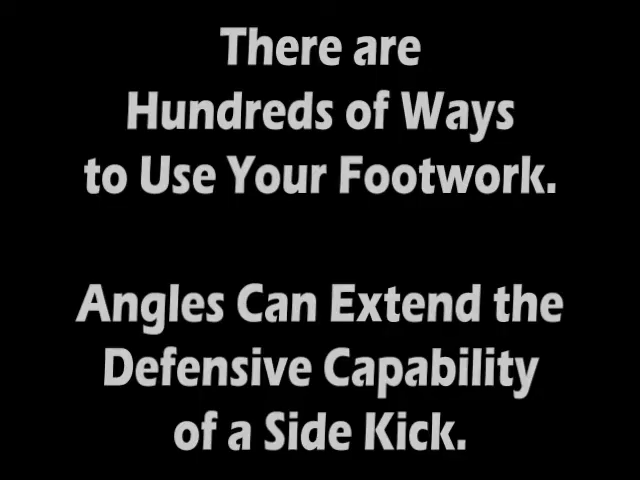 There are
Hundreds of Ways
to Use Your Footwork.
Angles Can Extend the
Defensive Capability
of a Side Kick.